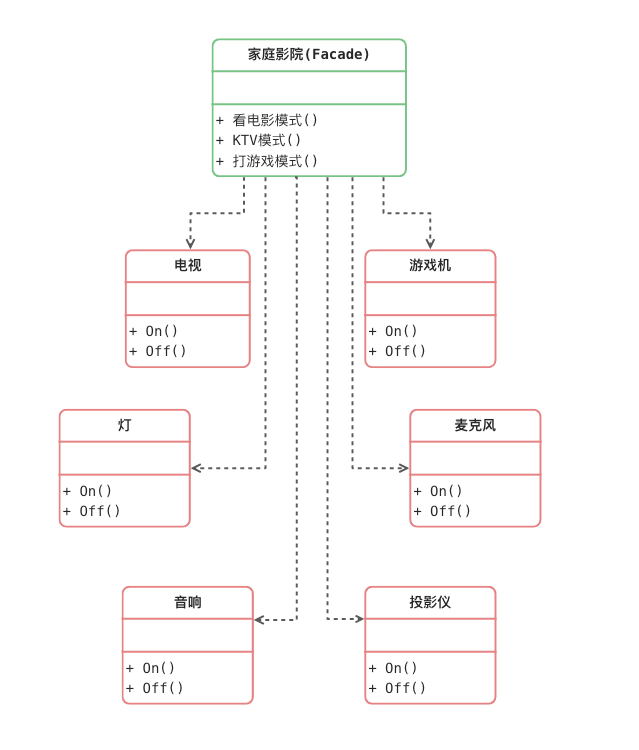 家庭影院(Facade)
+ 看电影模式()
+ KTV模式()
+ 打游戏模式()
电视
+ On()
+ Off()
游戏机
+ On()
+ Off()
灯
+ On()
+ Off()
麦克风
+ On()
+ Off()
音响
+ On()
+ Off()
投影仪
+ On()
+ Off()